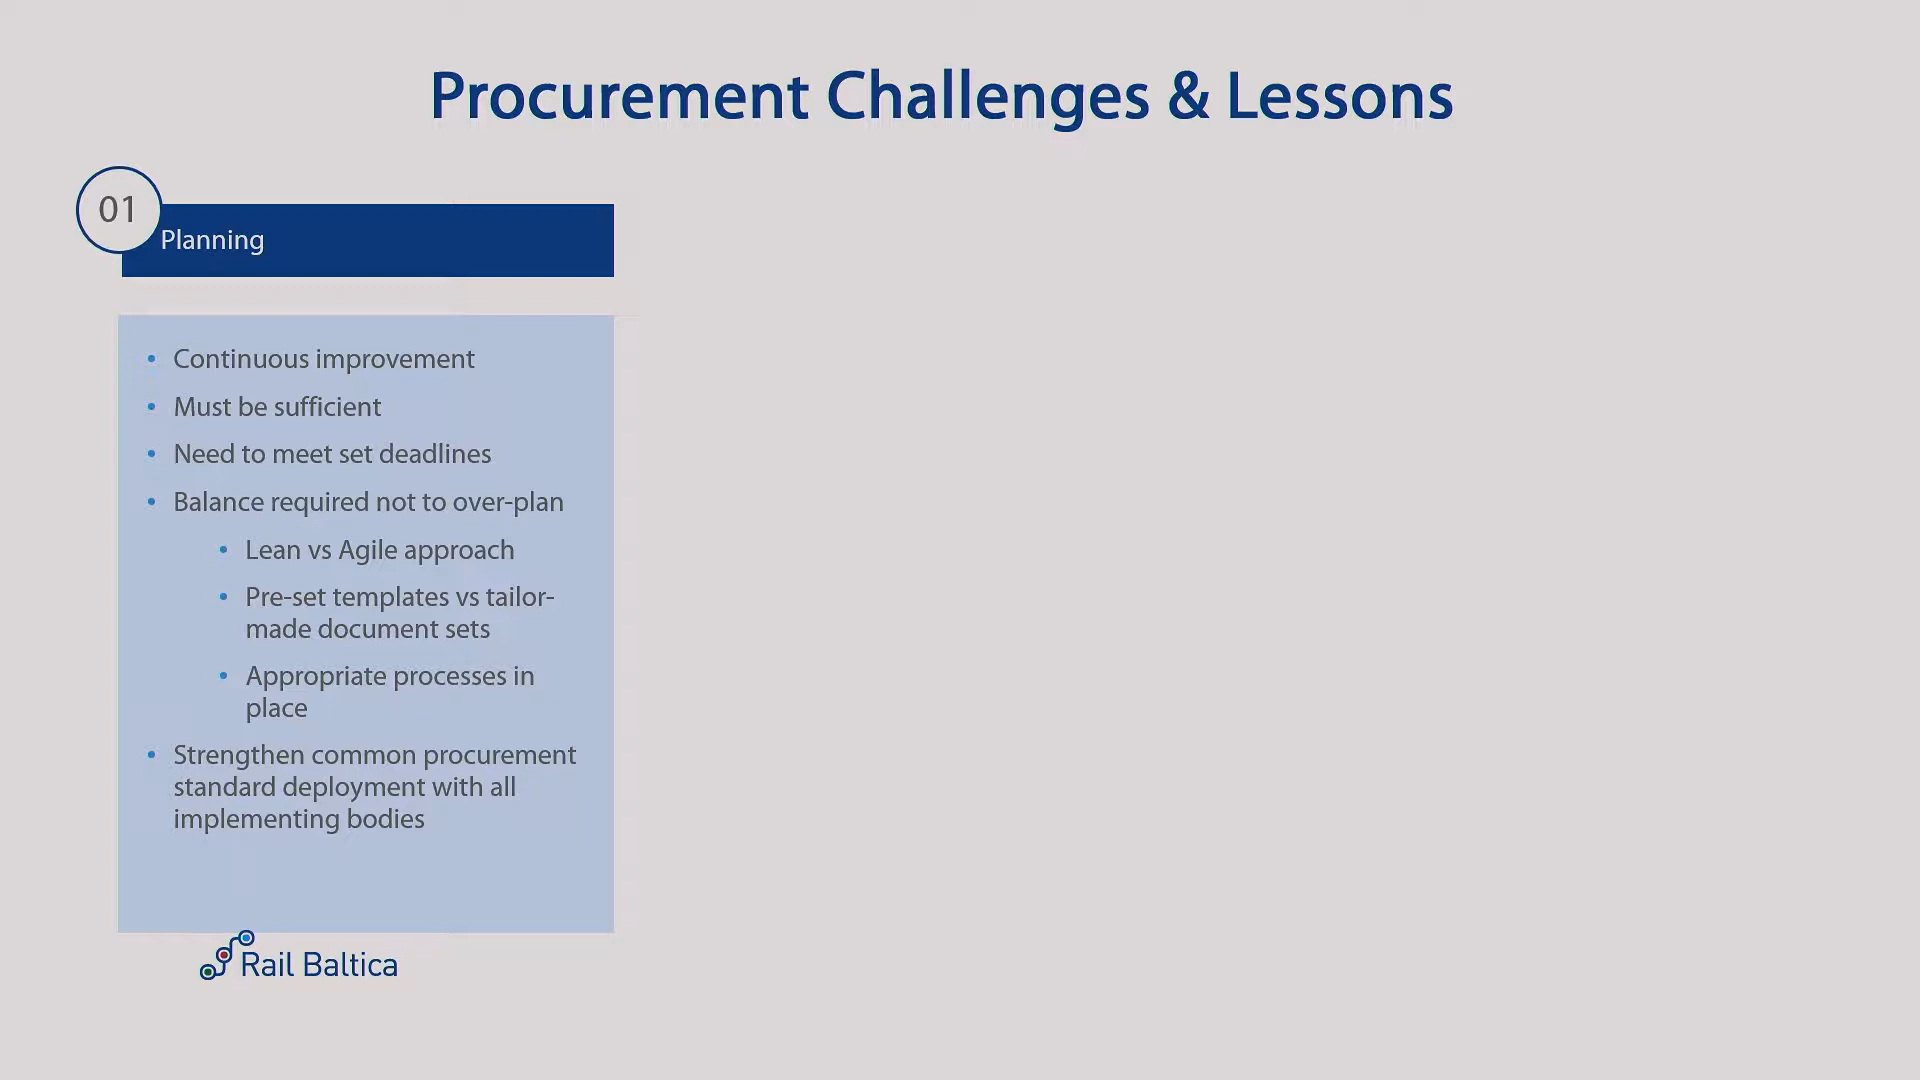 Procurement Challenges & Lessons
01
Planning
• Continuous improvement
• Must be sufficient
• Need to meet set deadlines
• Balance required not to over-plan
• Lean vs Agile approach
• Pre-set templates vs tailor-
made document sets
• Appropriate processes in
place
• Strengthen common procurement
standard deployment with all
implementing bodies
Rail Baltica